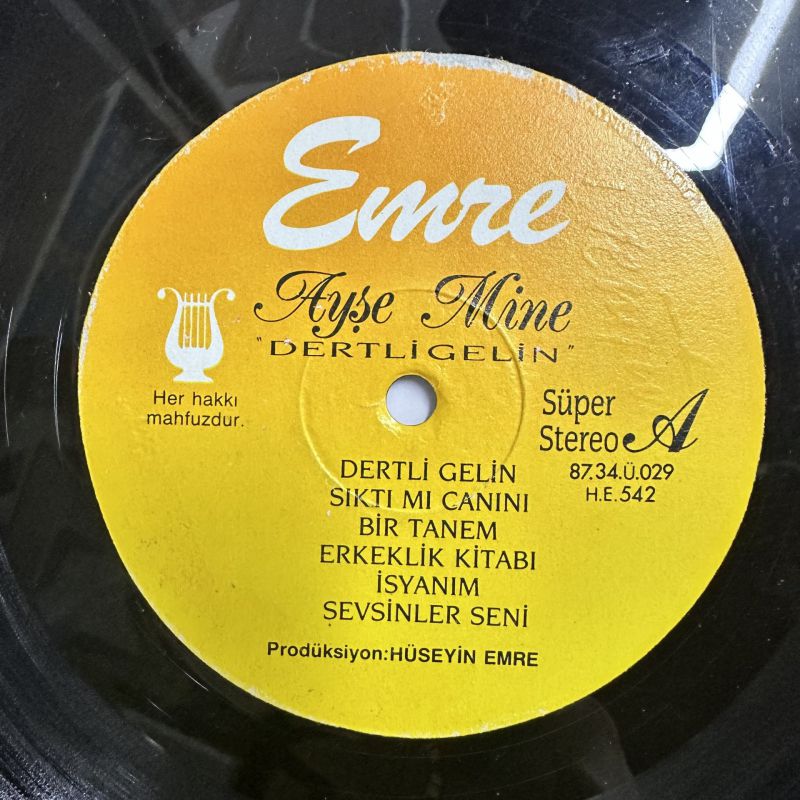 Emre
Ayşe Mine
"DERTLİ GELİN"
Her hakkı
mahfuzdur.
Süper
Stereo A
87.34.Ü.029
H.E.542
DERTLİ GELİN
SIKTI MI CANINI
BİR TANEM
ERKEKLİK KİTABI
İSYANIM
SEVSİNLER SENİ
Prodüksiyon:HÜSEYİN EMRE